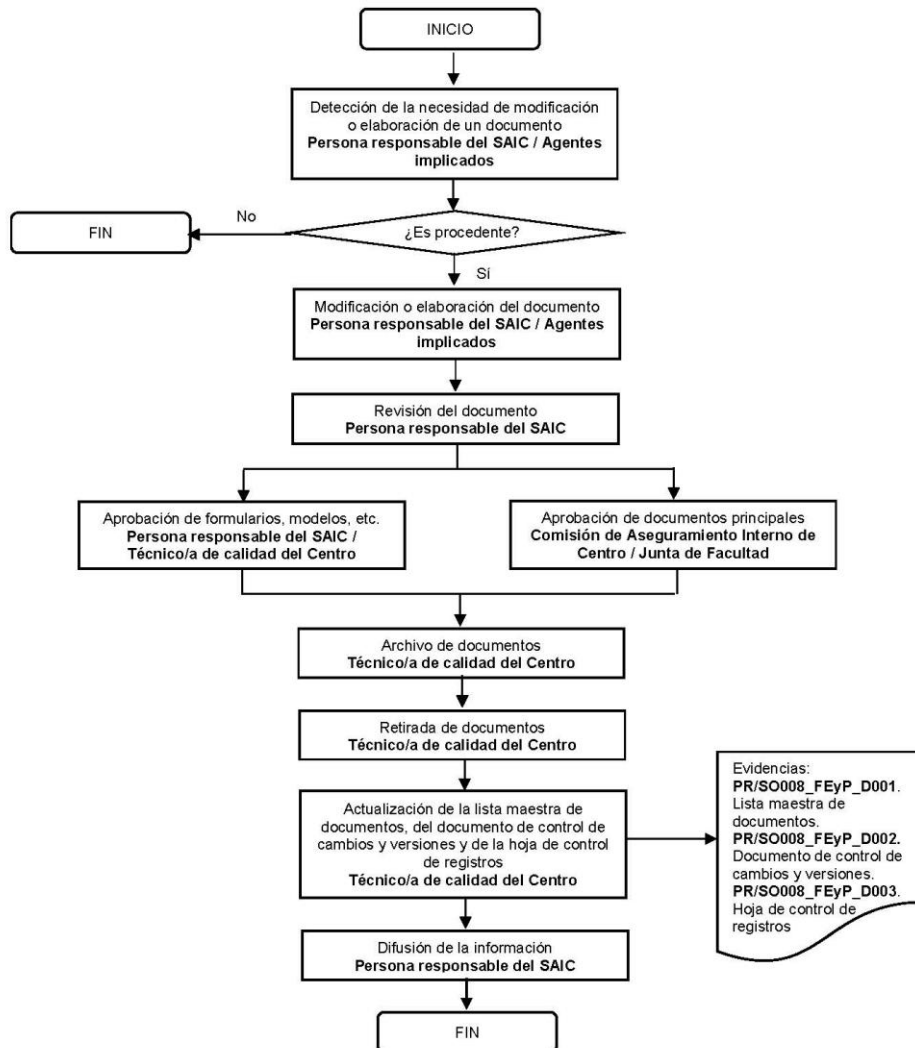 INICIO
Detección de la necesidad de modificación
o elaboración de un documento
Persona responsable del SAIC / Agentes
implicados
No
FIN
¿Es procedente?
Sí
Modificación o elaboración del documento
Persona responsable del SAIC / Agentes
implicados
Revisión del documento
Persona responsable del SAIC
Aprobación de formularios, modelos, etc.
Persona responsable del SAIC /
Técnico/a de calidad del Centro
Aprobación de documentos principales
Comisión de Aseguramiento Interno de
Centro / Junta de Facultad
Archivo de documentos
Técnico/a de calidad del Centro
Retirada de documentos
Técnico/a de calidad del Centro
Actualización de la lista maestra de
documentos, del documento de control de
cambios y versiones y de la hoja de control
de registros
Técnico/a de calidad del Centro
Evidencias:
PR/SO008_FEyP_D001.
Lista maestra de
documentos.
PR/SO008_FEyP_D002.
Documento de control de
cambios y versiones.
PR/SO008_FEyP_D003.
Hoja de control de
registros
Difusión de la información
Persona responsable del SAIC
FIN